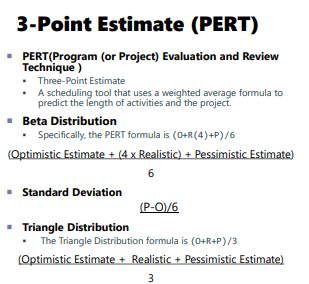 3-Point Estimate (PERT)
PERT(Program (or Project) Evaluation and Review
Technique )
Three-Point Estimate
A scheduling tool that uses a weighted average formula to
predict the length of activities and the project.
Beta Distribution
Specifically, the PERT formula is (O+R(4)+P)/6
(Optimistic Estimate + (4 x Realistic) + Pessimistic Estimate)
6
Standard Deviation
(P-O)/6
Triangle Distribution
The Triangle Distribution formula is (O+R+P)/3
(Optimistic Estimate + Realistic + Pessimistic Estimate)
3